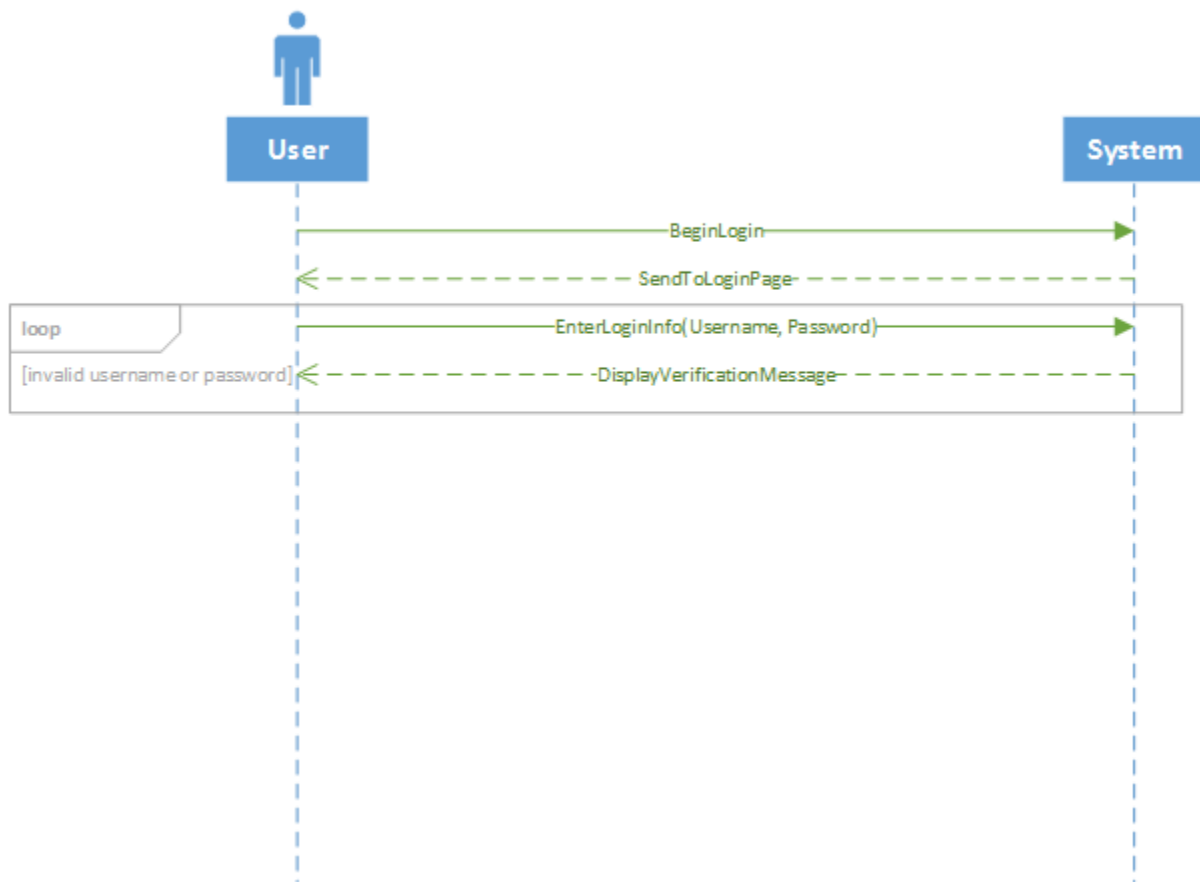 User
System
BeginLogin
SendToLoginPage
loop
EnterLoginInfo(Username, Password)
[invalid username or password]
DisplayVerificationMessage